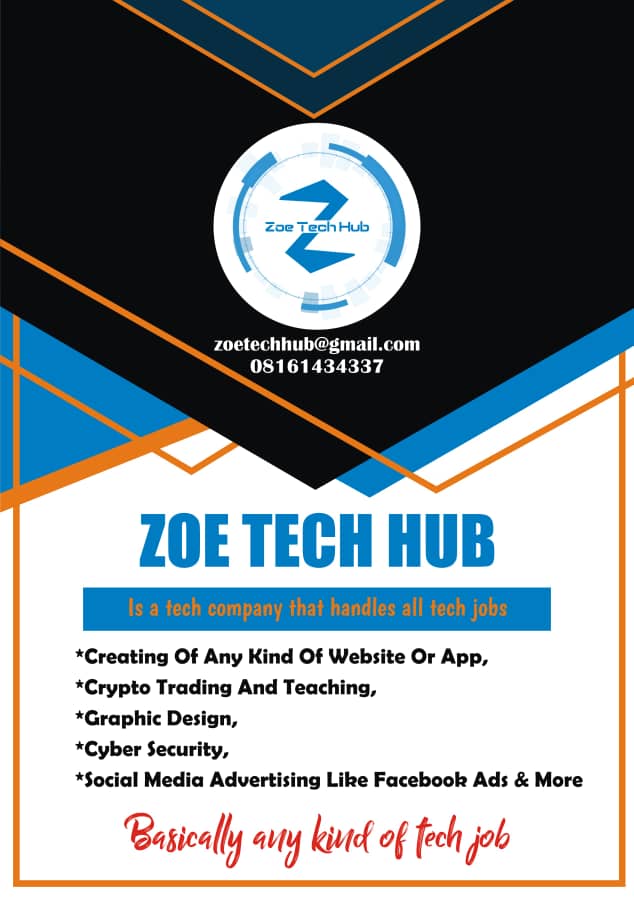 Zoe Tech Hub
zoetechhub@gmail.com
08161434337
ZOE TECH HUB
Is a tech company that handles all tech jobs
*Creating Of Any Kind Of Website Or App,
*Crypto Trading And Teaching,
*Graphic Design,
*Cyber Security,
*Social Media Advertising Like Facebook Ads & More
Basically any kind of tech job